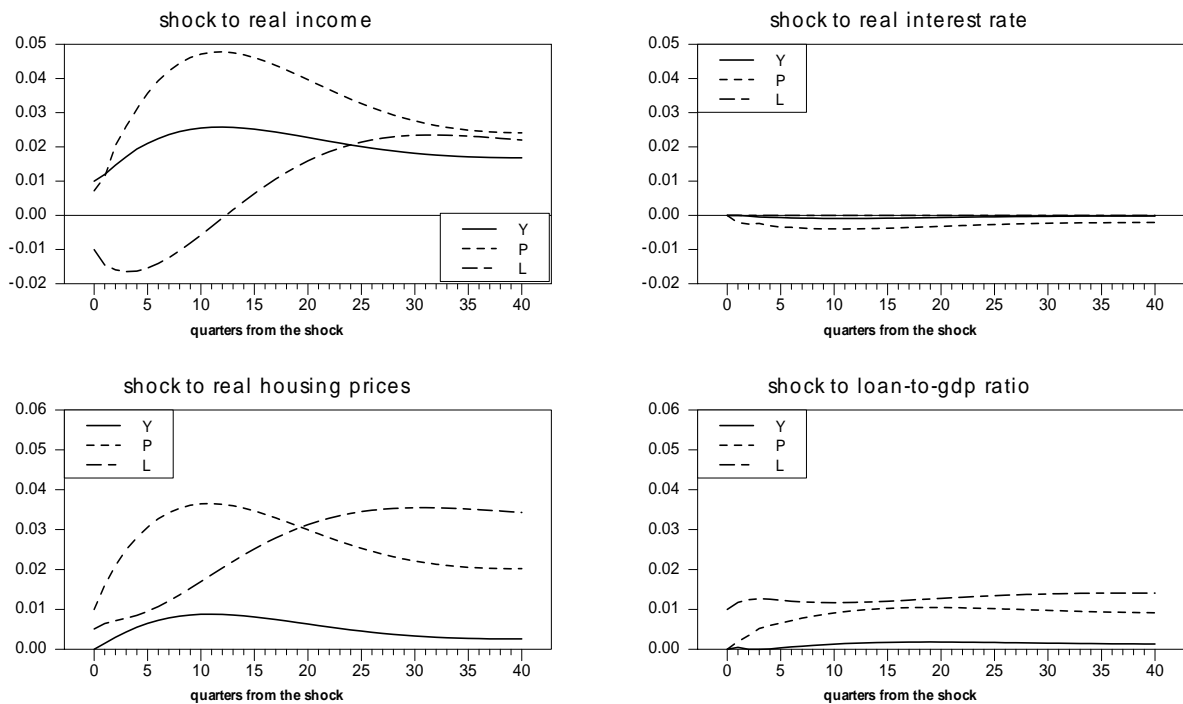 shock to real income
0.05
0.04
0.03
0.02
0.01
0.00
-0.01
-0.02
Y
P
L
0 5 10 15 20 25 30 35 40
quarters from the shock
shock to real interest rate
0.05
0.04
0.03
0.02
0.01
0.00
-0.01
-0.02
Y
P
L
0 5 10 15 20 25 30 35 40
quarters from the shock
shock to real housing prices
0.06
0.05
0.04
0.03
0.02
0.01
0.00
Y
P
L
0 5 10 15 20 25 30 35 40
quarters from the shock
shock to loan-to-gdp ratio
0.06
0.05
0.04
0.03
0.02
0.01
0.00
Y
P
L
0 5 10 15 20 25 30 35 40
quarters from the shock